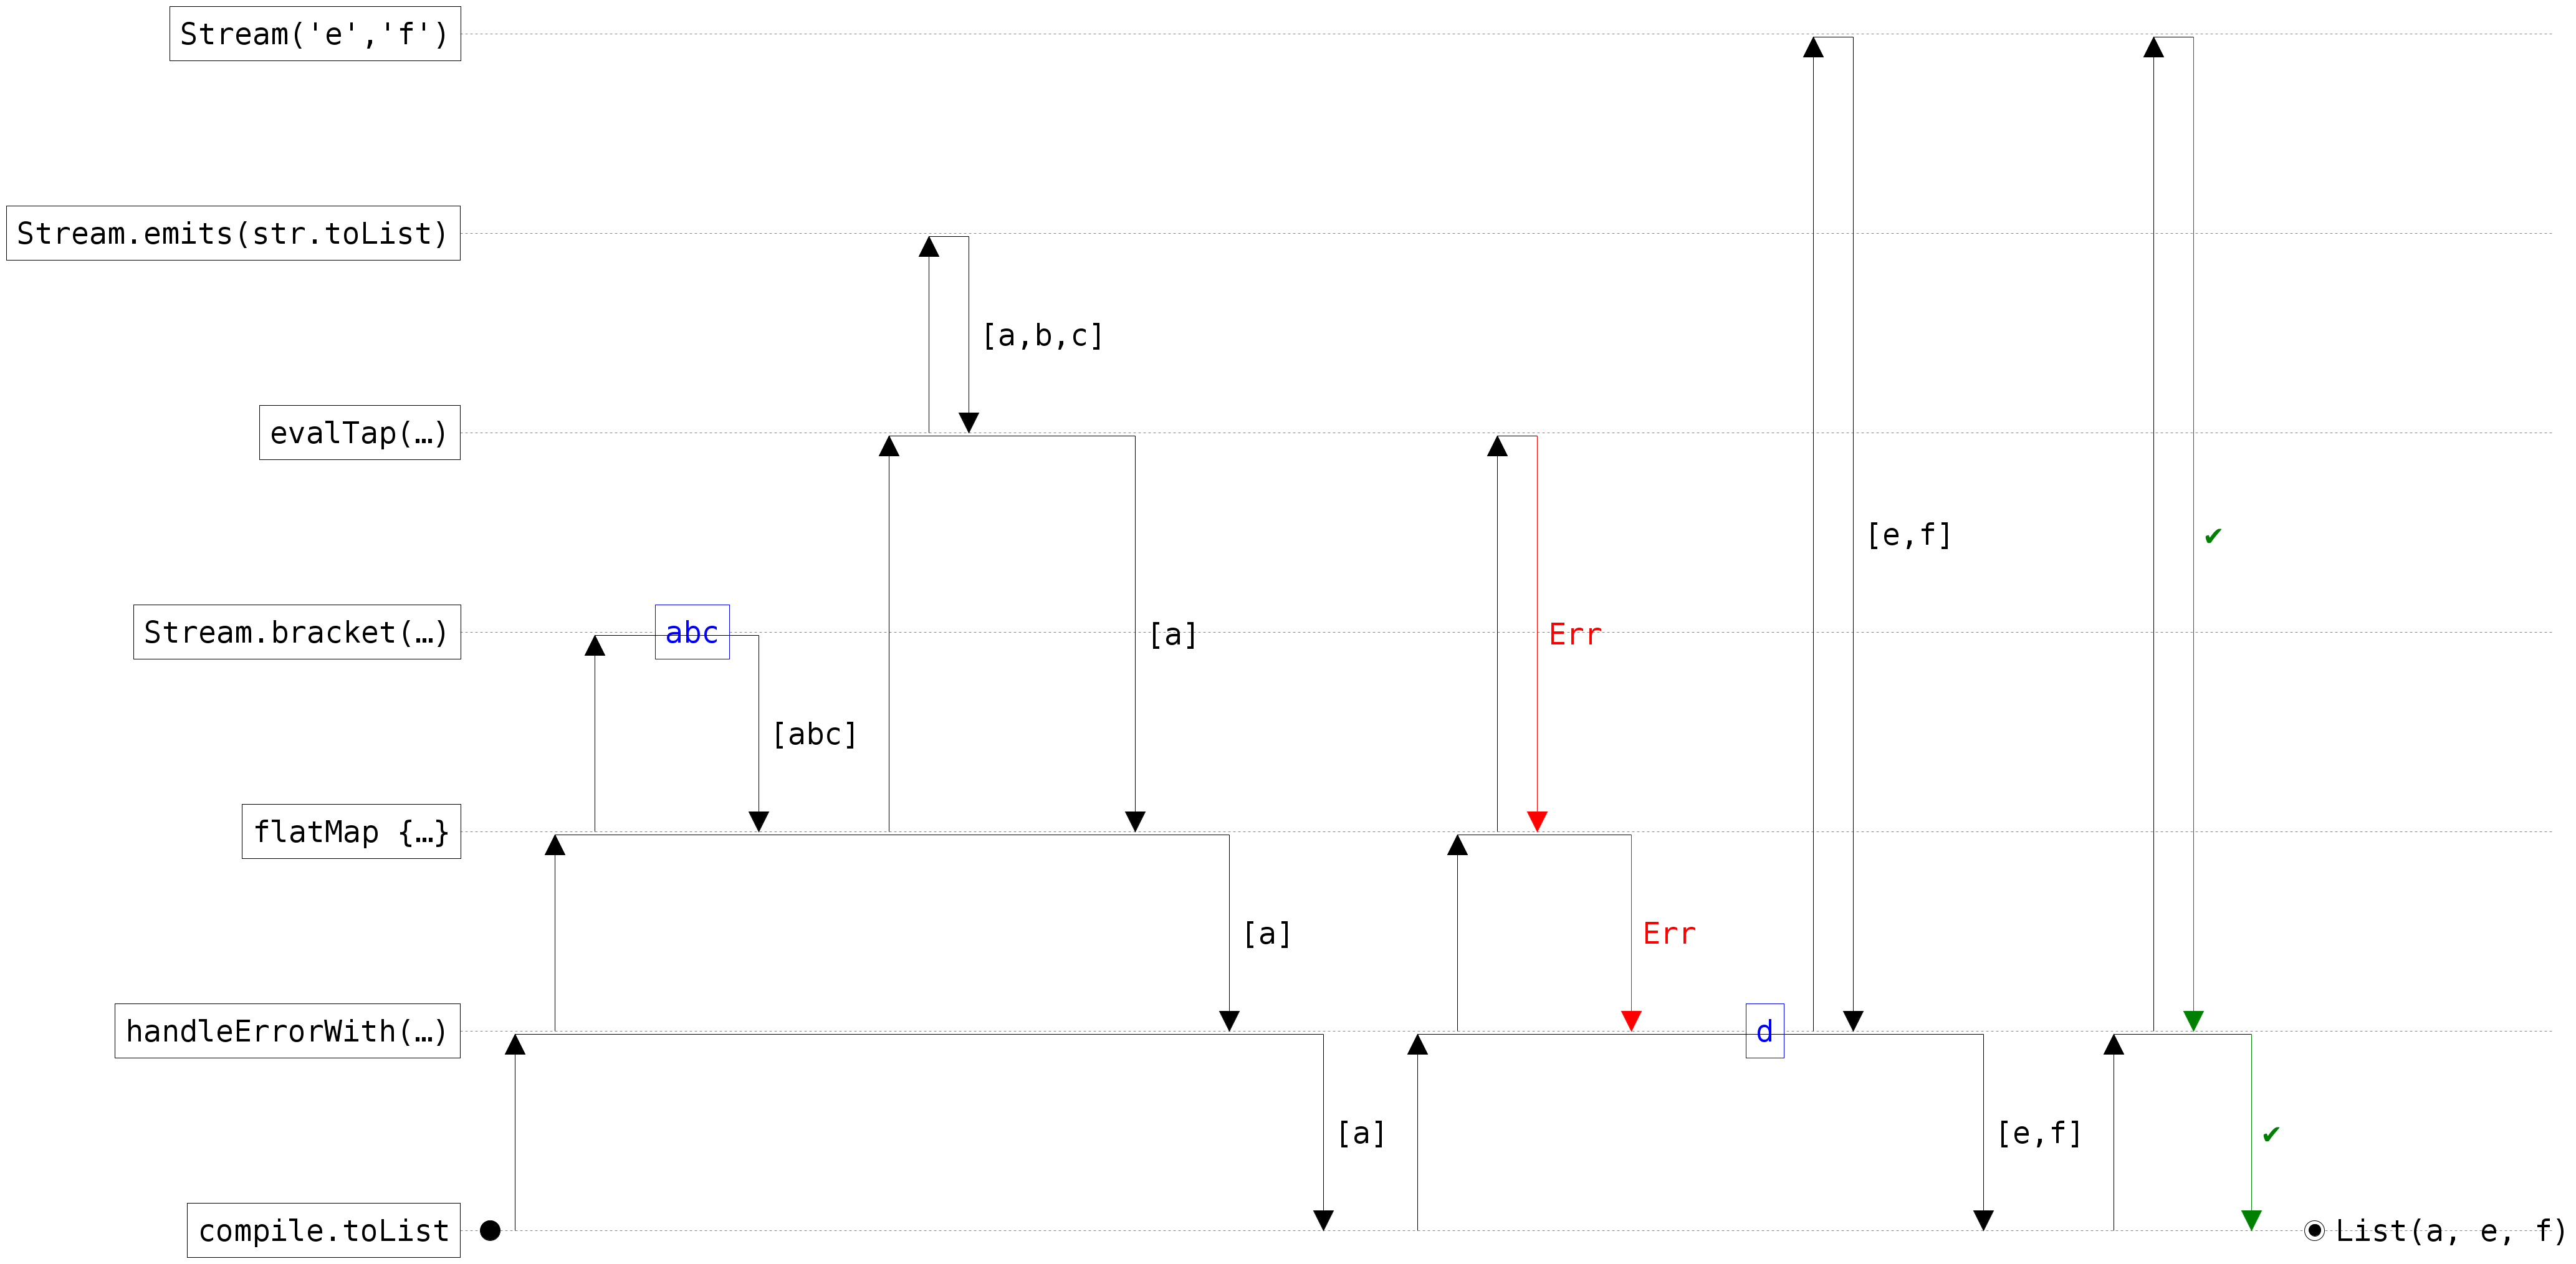 Stream('e','f')
Stream.emits(str.toList)
[a,b,c]
evalTap(…)
[e,f]
✔
Stream.bracket(…)
abc
[a]
Err
[abc]
flatMap {…}
[a]
Err
handleErrorWith(…)
d
[a]
[e,f]
✔
compile.toList
List(a, e, f)